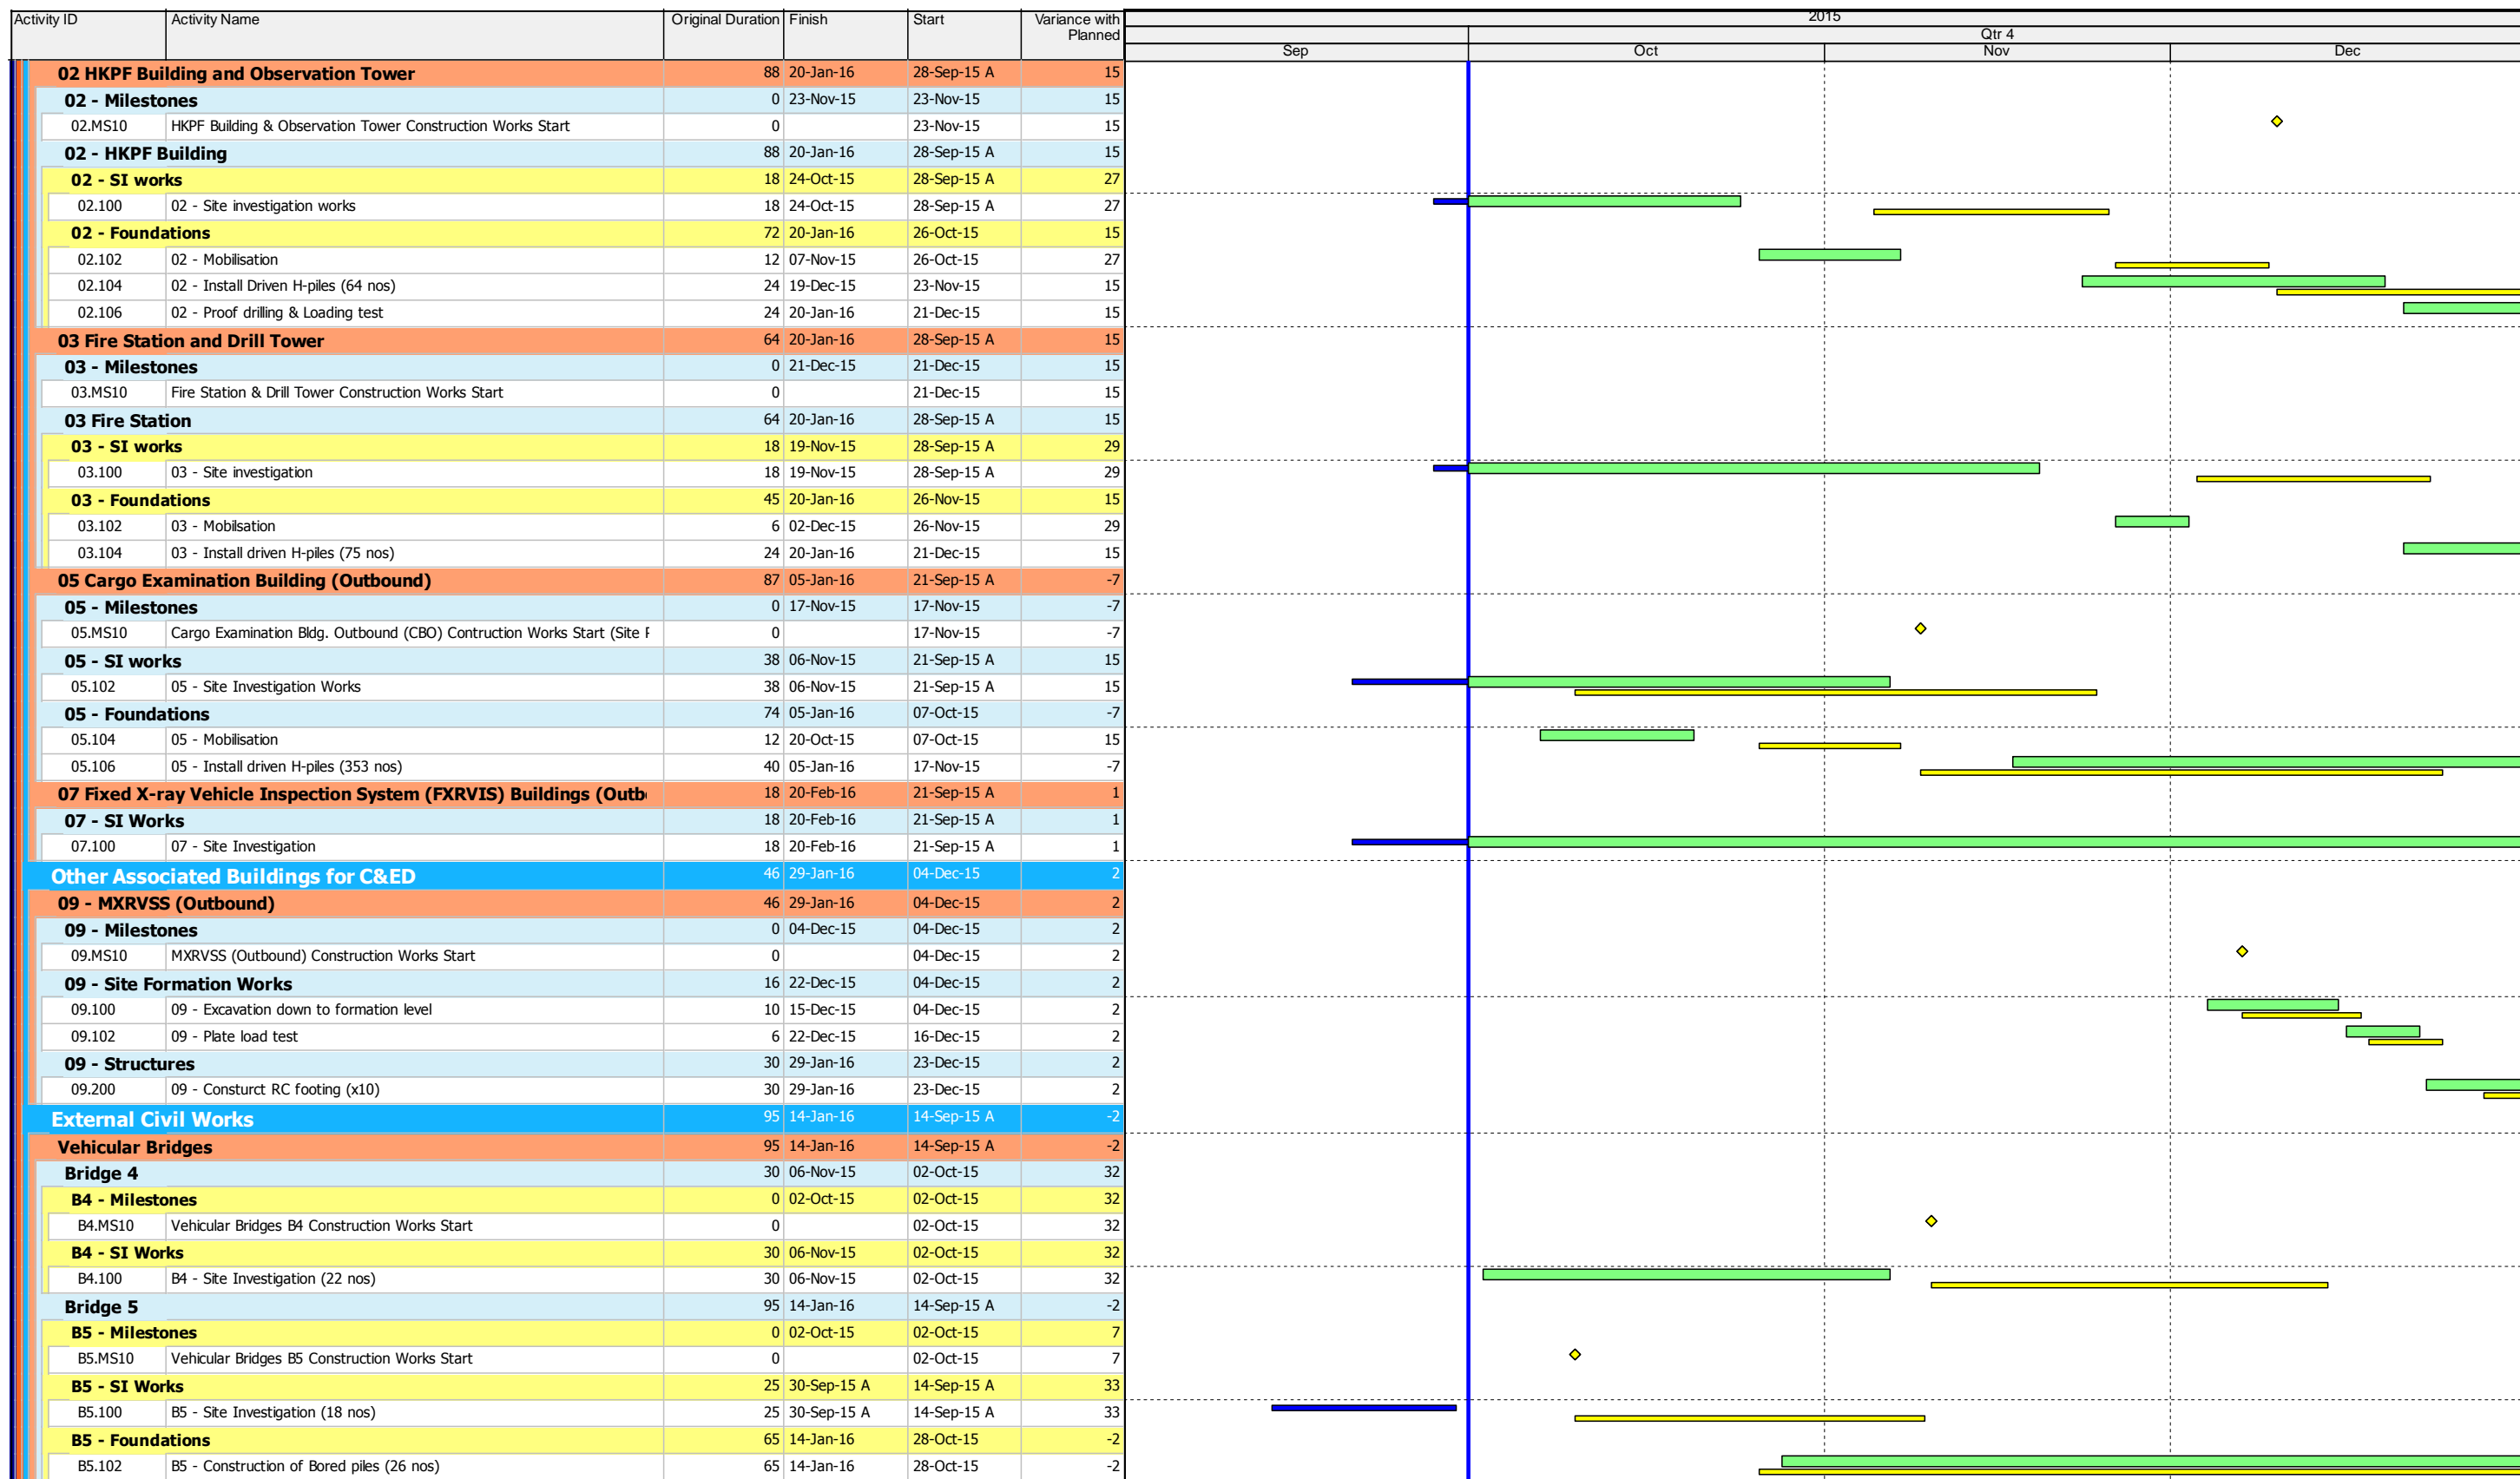 Activity ID Activity Name Original Duration Finish Start Variance with Planned 2015
Qtr 4
Sep Oct Nov Dec
02 HKPF Building and Observation Tower 88 20-Jan-16 28-Sep-15 A 15
02 - Milestones 0 23-Nov-15 23-Nov-15 15
02.MS10 HKPF Building & Observation Tower Construction Works Start 0 23-Nov-15 15
02 - HKPF Building 88 20-Jan-16 28-Sep-15 A 15
02 - SI works 18 24-Oct-15 28-Sep-15 A 27
02.100 02 - Site investigation works 18 24-Oct-15 28-Sep-15 A 27
02 - Foundations 72 20-Jan-16 26-Oct-15 15
02.102 02 - Mobilisation 12 07-Nov-15 26-Oct-15 27
02.104 02 - Install Driven H-piles (64 nos) 24 19-Dec-15 23-Nov-15 15
02.106 02 - Proof drilling & Loading test 24 20-Jan-16 21-Dec-15 15
03 Fire Station and Drill Tower 64 20-Jan-16 28-Sep-15 A 15
03 - Milestones 0 21-Dec-15 21-Dec-15 15
03.MS10 Fire Station & Drill Tower Construction Works Start 0 21-Dec-15 15
03 Fire Station 64 20-Jan-16 28-Sep-15 A 15
03 - SI works 18 19-Nov-15 28-Sep-15 A 29
03.100 03 - Site investigation 18 19-Nov-15 28-Sep-15 A 29
03 - Foundations 45 20-Jan-16 26-Nov-15 15
03.102 03 - Mobilsation 6 02-Dec-15 26-Nov-15 29
03.104 03 - Install driven H-piles (75 nos) 24 20-Jan-16 21-Dec-15 15
05 Cargo Examination Building (Outbound) 87 05-Jan-16 21-Sep-15 A -7
05 - Milestones 0 17-Nov-15 17-Nov-15 -7
05.MS10 Cargo Examination Bldg. Outbound (CBO) Contruction Works Start (Site 0 17-Nov-15 -7
05 - SI works 38 06-Nov-15 21-Sep-15 A 15
05.102 05 - Site Investigation Works 38 06-Nov-15 21-Sep-15 A 15
05 - Foundations 74 05-Jan-16 07-Oct-15 -7
05.104 05 - Mobilisation 12 20-Oct-15 07-Oct-15 15
05.106 05 - Install driven H-piles (353 nos) 40 05-Jan-16 17-Nov-15 -7
07 Fixed X-ray Vehicle Inspection System (FXRVIS) Buildings 18 20-Feb-16 21-Sep-15 A 1
07 - SI Works 18 20-Feb-16 21-Sep-15 A 1
07.100 07 - Site Investigation 18 20-Feb-16 21-Sep-15 A 1
Other Associated Buildings for C&ED 46 29-Jan-16 04-Dec-15 2
09 - MXRVSS (Outbound) 46 29-Jan-16 04-Dec-15 2
09 - Milestones 0 04-Dec-15 04-Dec-15 2
09.MS10 MXRVSS (Outbound) Construction Works Start 0 04-Dec-15 2
09 - Site Formation Works 16 22-Dec-15 04-Dec-15 2
09.100 09 - Excavation down to formation level 10 15-Dec-15 04-Dec-15 2
09.102 09 - Plate load test 6 22-Dec-15 16-Dec-15 2
09 - Structures 30 29-Jan-16 23-Dec-15 2
09.200 09 - Consturct RC footing (x10) 30 29-Jan-16 23-Dec-15 2
External Civil Works 95 14-Jan-16 14-Sep-15 A -2
Vehicular Bridges 95 14-Jan-16 14-Sep-15 A -2
Bridge 4 30 06-Nov-15 02-Oct-15 32
B4 - Milestones 0 02-Oct-15 02-Oct-15 32
B4.MS10 Vehicular Bridges B4 Construction Works Start 0 02-Oct-15 32
B4 - SI Works 30 06-Nov-15 02-Oct-15 32
B4.100 B4 - Site Investigation (22 nos) 30 06-Nov-15 02-Oct-15 32
Bridge 5 95 14-Jan-16 14-Sep-15 A -2
B5 - Milestones 0 02-Oct-15 02-Oct-15 7
B5.MS10 Vehicular Bridges B5 Construction Works Start 0 02-Oct-15 7
B5 - SI Works 25 30-Sep-15 A 14-Sep-15 A 33
B5.100 B5 - Site Investigation (18 nos) 25 30-Sep-15 A 14-Sep-15 A 33
B5 - Foundations 65 14-Jan-16 28-Oct-15 -2
B5.102 B5 - Construction of Bored piles (26 nos) 65 14-Jan-16 28-Oct-15 -2